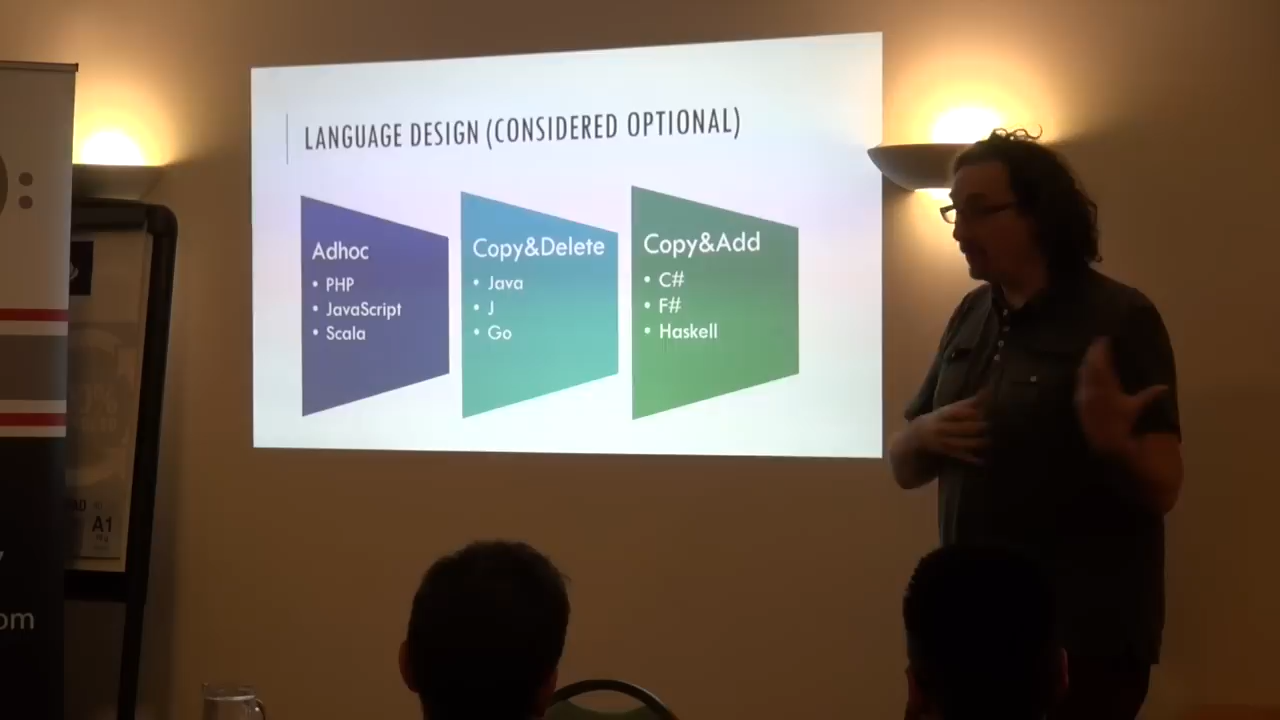 LANGUAGE DESIGN (CONSIDERED OPTIONAL)
Adhoc
• PHP
• JavaScript
• Scala
Copy&Delete
• Java
• J
• Go
Copy&Add
• C#
• F#
• Haskell
A1
om